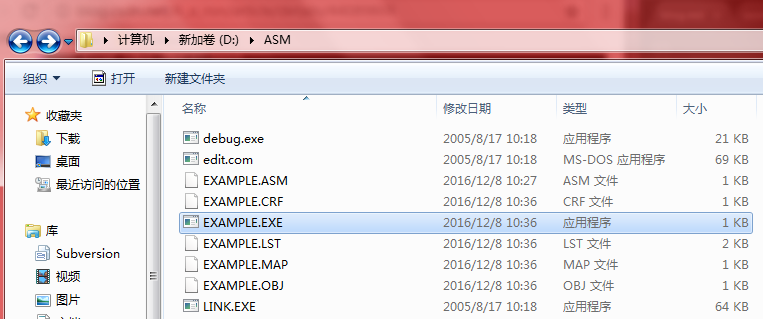 计算机 新加卷 (D:) ASM
组织 打开 新建文件夹
名称 修改日期 类型 大小
收藏夹
下载
桌面
最近访问的位置
库
Subversion
视频
图片
debug.exe 2005/8/17 10:18 应用程序 21 KB
edit.com 2005/8/17 10:18 MS-DOS 应用程序 69 KB
EXAMPLE.ASM 2016/12/8 10:27 ASM 文件 1 KB
EXAMPLE.CRF 2016/12/8 10:36 CRF 文件 1 KB
EXAMPLE.EXE 2016/12/8 10:36 应用程序 1 KB
EXAMPLE.LST 2016/12/8 10:36 LST 文件 2 KB
EXAMPLE.MAP 2016/12/8 10:36 MAP 文件 1 KB
EXAMPLE.OBJ 2016/12/8 10:36 OBJ 文件 1 KB
LINK.EXE 2005/8/17 10:18 应用程序 64 KB